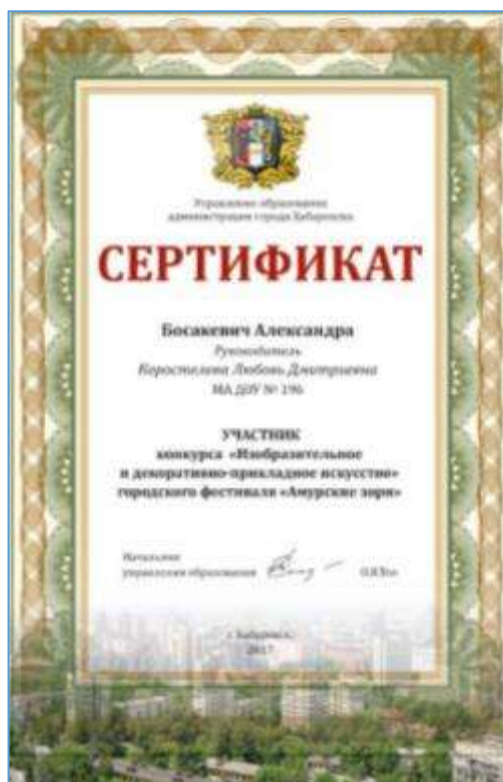 Управление образования
администрации города Хабаровска
СЕРТИФИКАТ
Босакевич Александра
Руководитель
Коростелева Любовь Дмитриевна
МА ДОУ № 196
УЧАСТНИК
конкурса «Изобразительное
и декоративно-прикладное искусство»
городского фестиваля «Амурские зори»
Начальник
управления образования
г. Хабаровск,
2017